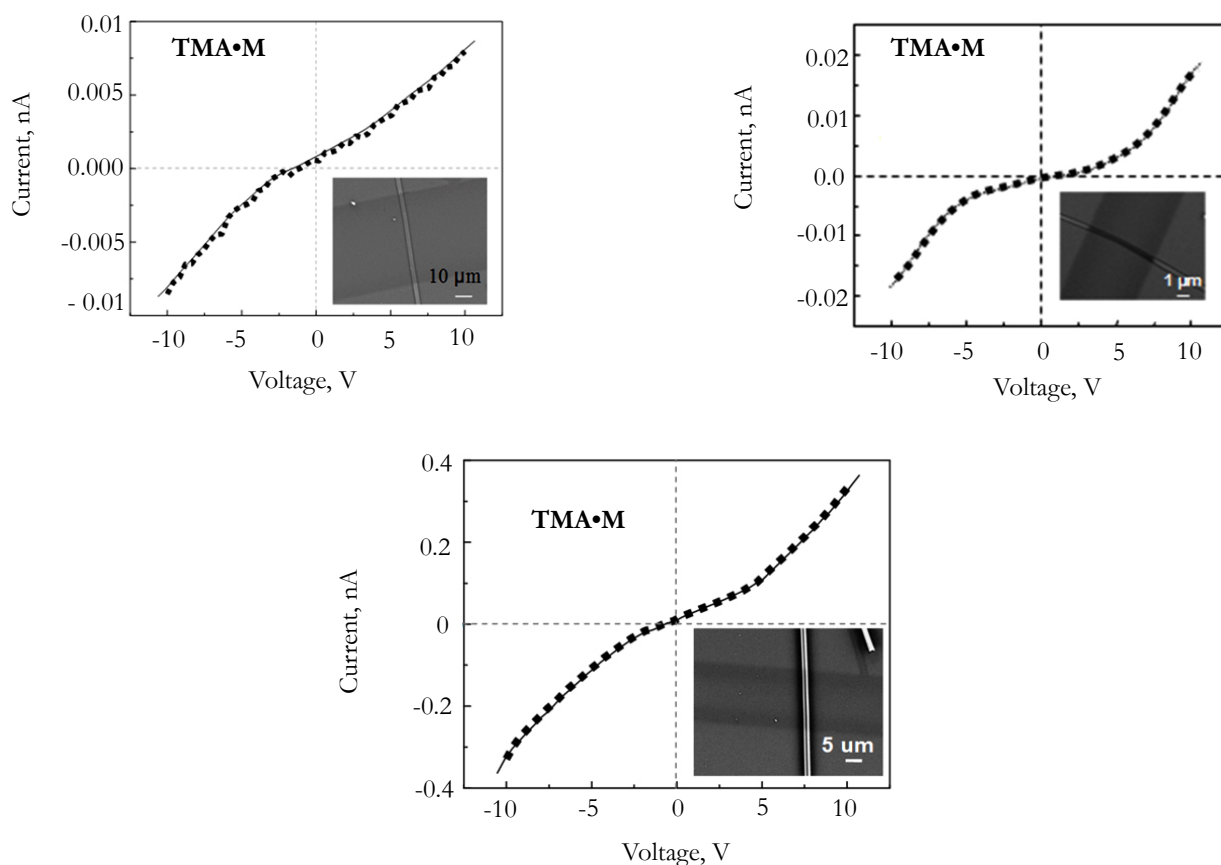 0.01
TMA•M
0.005
0.000
-0.005
- 0.01
Current, nA
10 µm
-10 -5 0 5 10
Voltage, V
TMA•M
0.02
0.01
0.0
-0.01
-0.02
Current, nA
1 µm
-10 -5 0 5 10
Voltage, V
0.4
TMA•M
0.2
0
-0.2
-0.4
Current, nA
5 um
-10 -5 0 5 10
Voltage, V